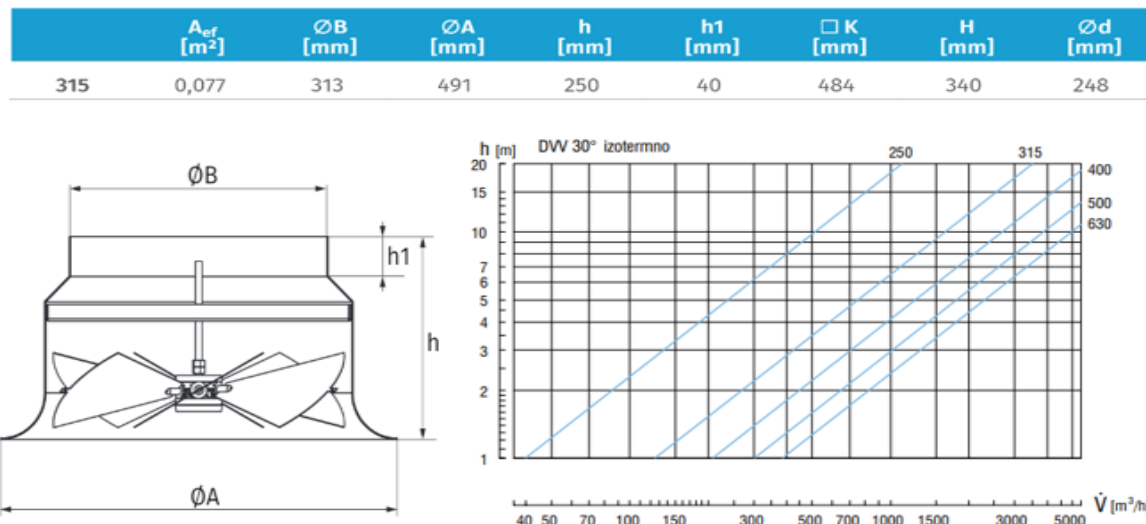 A_ef [m²] ØB [mm] ØA [mm] h [mm] h1 [mm] □ K [mm] H [mm] Ød [mm]
315 0,077 313 491 250 40 484 340 248
ØB
h1
h
ØA
h [m] DVV 30° izotermno
250 315
20
15
10
7
6
5
4
3
2
1
400
500
630
40 50 70 100 150 300 500 700 1000 1500 3000 5000 V̇ [m³/h]